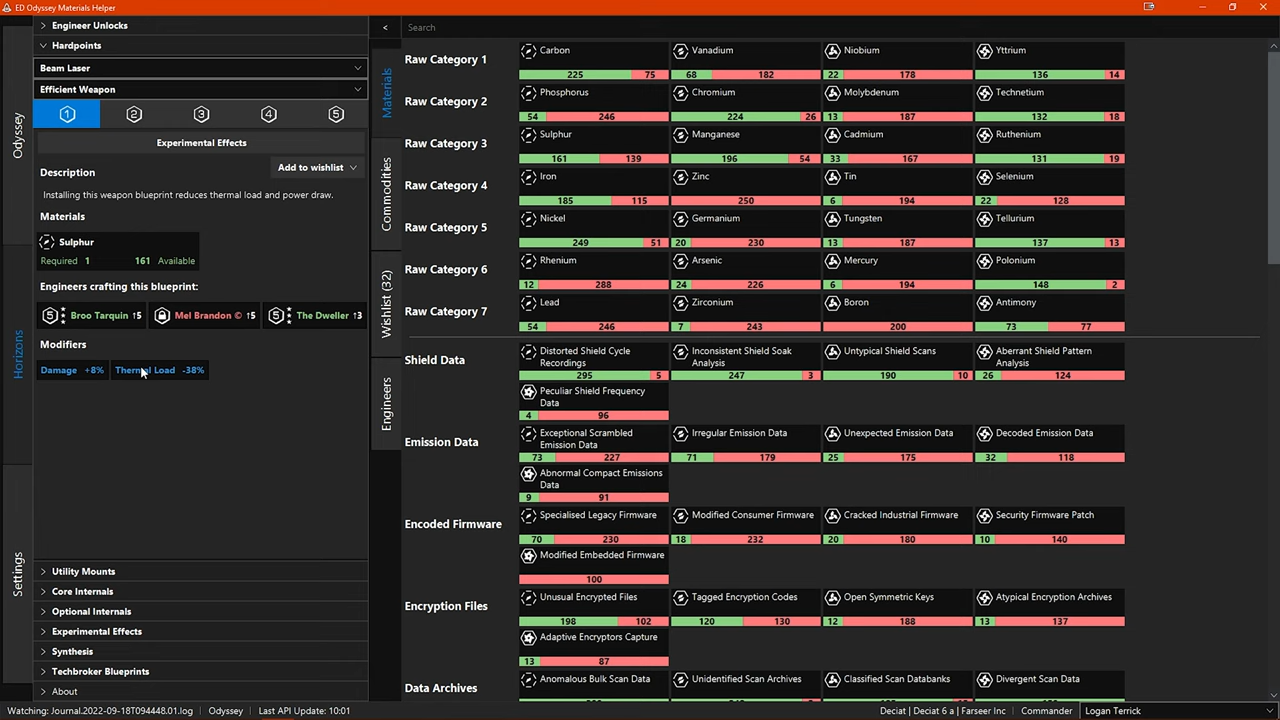 ED Odyssey Materials Helper
Odyssey
Horizons
Settings
Engineer Unlocks
Hardpoints
Beam Laser
Efficient Weapon
1 2 3 4 5
Experimental Effects
Description
Add to wishlist
Installing this weapon blueprint reduces thermal load and power draw.
Materials
Sulphur
Required 1 161 Available
Engineers crafting this blueprint:
5 Broo Tarquin ↑5 Mel Brandon © ↑5 5 The Dweller ↑3
Modifiers
Damage +8% Thermal Load -38%
Utility Mounts
Core Internals
Optional Internals
Experimental Effects
Synthesis
Techbroker Blueprints
About
<
Materials
Commodities
Wishlist (32)
Engineers
Search
Raw Category 1
Carbon Vanadium Niobium Yttrium
225 75 68 182 22 178 136 14
Raw Category 2
Phosphorus Chromium Molybdenum Technetium
54 246 224 26 13 187 132 18
Raw Category 3
Sulphur Manganese Cadmium Ruthenium
161 139 196 54 33 167 131 19
Raw Category 4
Iron Zinc Tin Selenium
185 115 250 6 194 22 128
Raw Category 5
Nickel Germanium Tungsten Tellurium
249 51 20 230 13 187 137 13
Raw Category 6
Rhenium Arsenic Mercury Polonium
12 288 24 226 6 194 148 2
Raw Category 7
Lead Zirconium Boron Antimony
54 246 7 243 200 73 77
Shield Data
Distorted Shield Cycle Recordings
295 5
Inconsistent Shield Soak Analysis
247 3
Untypical Shield Scans
190 10
Aberrant Shield Pattern Analysis
26 124
Peculiar Shield Frequency Data
4 96
Emission Data
Exceptional Scrambled Emission Data
73 227
Irregular Emission Data
71 179
Unexpected Emission Data
25 175
Decoded Emission Data
32 118
Abnormal Compact Emissions Data
9 91
Encoded Firmware
Specialised Legacy Firmware
70 230
Modified Consumer Firmware
18 232
Cracked Industrial Firmware
20 180
Security Firmware Patch
10 140
Modified Embedded Firmware
100
Encryption Files
Unusual Encrypted Files
198 102
Tagged Encryption Codes
120 130
Open Symmetric Keys
12 188
Atypical Encryption Archives
13 137
Adaptive Encryptors Capture
13 87
Data Archives
Anomalous Bulk Scan Data
Unidentified Scan Archives
Classified Scan Databanks
Divergent Scan Data
Watching: Journal.2022-09-18T094448.01.log Odyssey Last API Update: 10:01
Deciat | Deciat 6 a | Farseer Inc Commander Logan Terrick